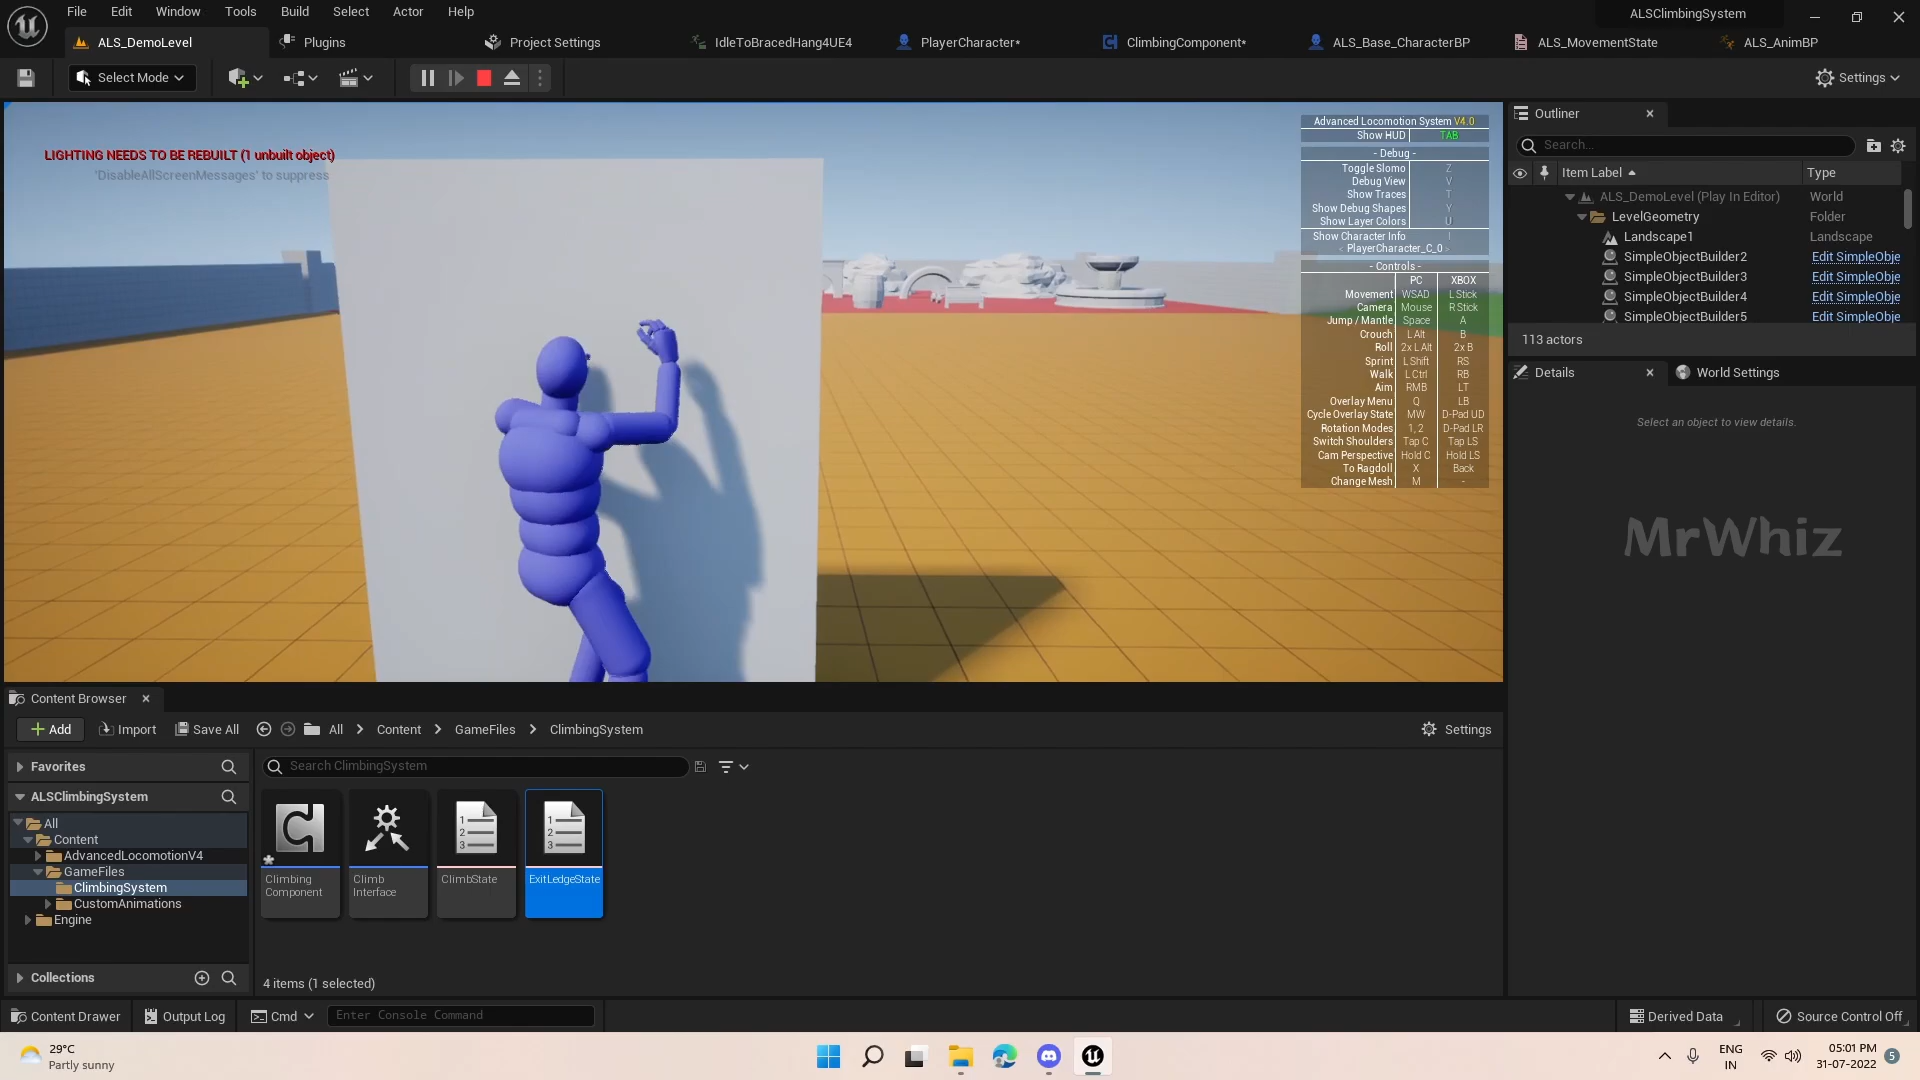 File Edit Window Tools Build Select Actor Help
ALSClimbingSystem
ALS_DemoLevel
Plugins
Project Settings
IdleToBracedHang4UE4
PlayerCharacter*
ClimbingComponent*
ALS_Base_CharacterBP
ALS_MovementState
ALS_AnimBP
Select Mode
Settings
LIGHTING NEEDS TO BE REBUILT (1 unbuilt object)
'DisableAllScreenMessages' to suppress
Advanced Locomotion System V4.0
Show HUD TAB
- Debug -
Toggle Slomo Z
Debug View V
Show Traces T
Show Debug Shapes Y
Show Layer Colors U
Show Character Info I
< PlayerCharacter_C_0 >
- Controls -
PC XBOX
Movement WSAD L Stick
Camera Mouse R Stick
Jump / Mantle Space A
Crouch L Alt B
Roll 2x L Alt 2x B
Sprint L Shift RS
Walk L Ctrl RB
Aim RMB LT
Overlay Menu Q LB
Cycle Overlay State MW D-Pad UD
Rotation Modes 1, 2 D-Pad LR
Switch Shoulders Tap C Tap LS
Cam Perspective Hold C Hold LS
To Ragdoll X Back
Change Mesh M -
Outliner
Search...
Item Label Type
ALS_DemoLevel (Play In Editor) World
LevelGeometry Folder
Landscape1 Landscape
SimpleObjectBuilder2 Edit SimpleObje
SimpleObjectBuilder3 Edit SimpleObje
SimpleObjectBuilder4 Edit SimpleObje
SimpleObjectBuilder5 Edit SimpleObje
113 actors
Details
World Settings
Select an object to view details.
MrWhiz
Content Browser
Add
Import
Save All
All > Content > GameFiles > ClimbingSystem
Settings
Favorites
ALSClimbingSystem
All
Content
AdvancedLocomotionV4
GameFiles
ClimbingSystem
CustomAnimations
Engine
Collections
Search ClimbingSystem
Climbing
Component
Climb
Interface
ClimbState
ExitLedgeState
4 items (1 selected)
Content Drawer
Output Log
Cmd
Enter Console Command
Derived Data
Source Control Off
29°C
Partly sunny
ENG
IN
05:01 PM
31-07-2022
5